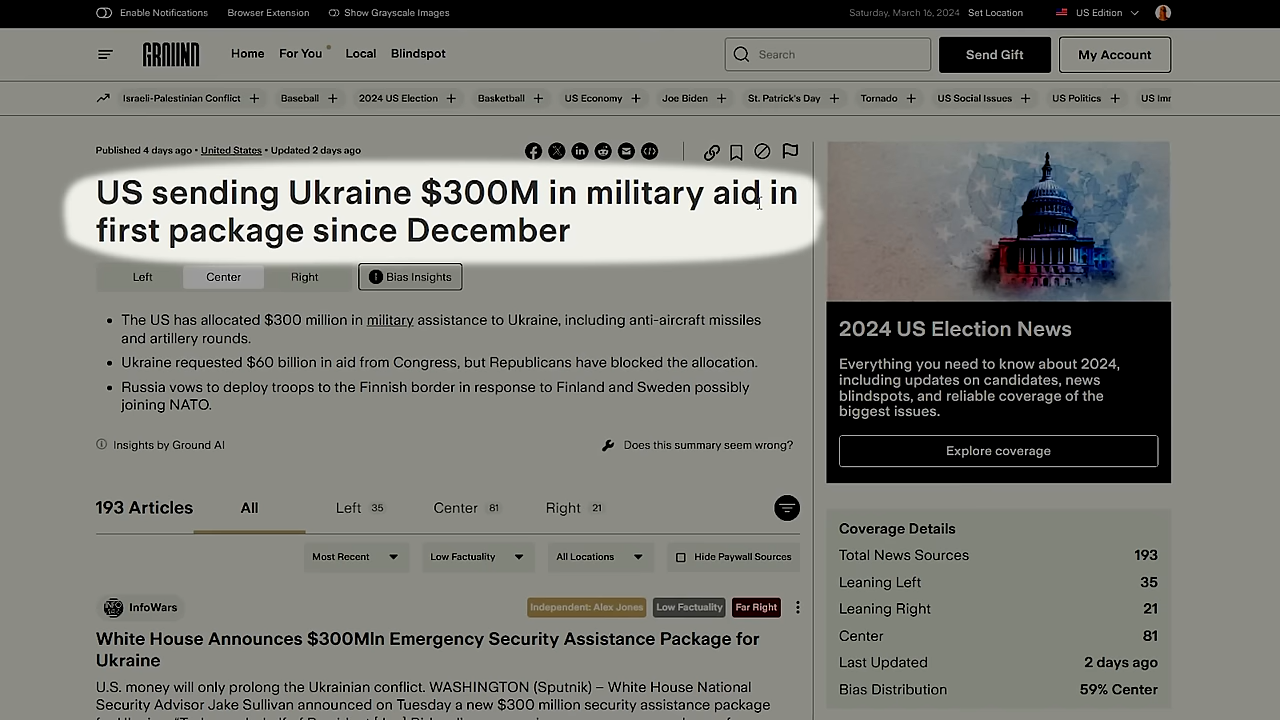 Enable Notifications Browser Extension Show Grayscale Images Saturday, March 16, 2024 Set Location US Edition
GROUND Home For You Local Blindspot Search Send Gift My Account
Israeli-Palestinian Conflict + Baseball + 2024 US Election + Basketball + US Economy + Joe Biden + St. Patrick's Day + Tornado + US Social Issues + US Politics + US Imr
Published 4 days ago • United States • Updated 2 days ago
US sending Ukraine $300M in military aid in
first package since December
Left Center Right Bias Insights
• The US has allocated $300 million in military assistance to Ukraine, including anti-aircraft missiles
and artillery rounds.
• Ukraine requested $60 billion in aid from Congress, but Republicans have blocked the allocation.
• Russia vows to deploy troops to the Finnish border in response to Finland and Sweden possibly
joining NATO.
Insights by Ground AI Does this summary seem wrong?
193 Articles All Left 35 Center 81 Right 21
Most Recent Low Factuality All Locations Hide Paywall Sources
InfoWars Independent: Alex Jones Low Factuality Far Right
White House Announces $300Mln Emergency Security Assistance Package for
Ukraine
U.S. money will only prolong the Ukrainian conflict. WASHINGTON (Sputnik) – White House National
Security Advisor Jake Sullivan announced on Tuesday a new $300 million security assistance package
2024 US Election News
Everything you need to know about 2024,
including updates on candidates, news
blindspots, and reliable coverage of the
biggest issues.
Explore coverage
Coverage Details
Total News Sources 193
Leaning Left 35
Leaning Right 21
Center 81
Last Updated 2 days ago
Bias Distribution 59% Center